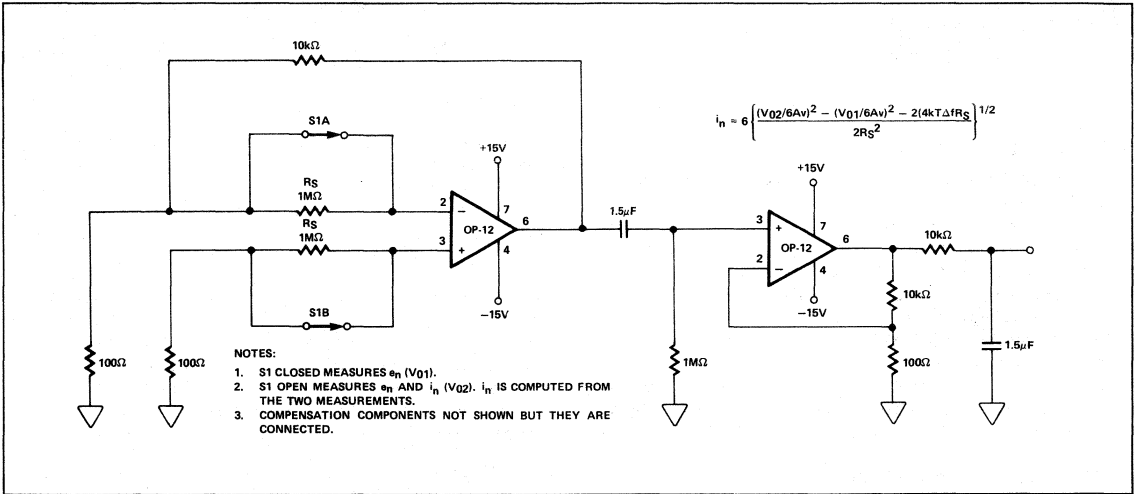 10kΩ
S1A
RS
1MΩ
RS
1MΩ
S1B
100Ω
100Ω
+15V
2
−
7
OP-12
6
3
+
4
−15V
1.5µF
1MΩ
in = 6 { (V02/6Av)² − (V01/6Av)² − 2(4kTΔfRS / 2RS² }1/2
+15V
3
+
7
OP-12
6
2
−
4
−15V
10kΩ
10kΩ
100Ω
1.5µF
NOTES:
1. S1 CLOSED MEASURES en (V01).
2. S1 OPEN MEASURES en AND in (V02). in IS COMPUTED FROM
THE TWO MEASUREMENTS.
3. COMPENSATION COMPONENTS NOT SHOWN BUT THEY ARE
CONNECTED.